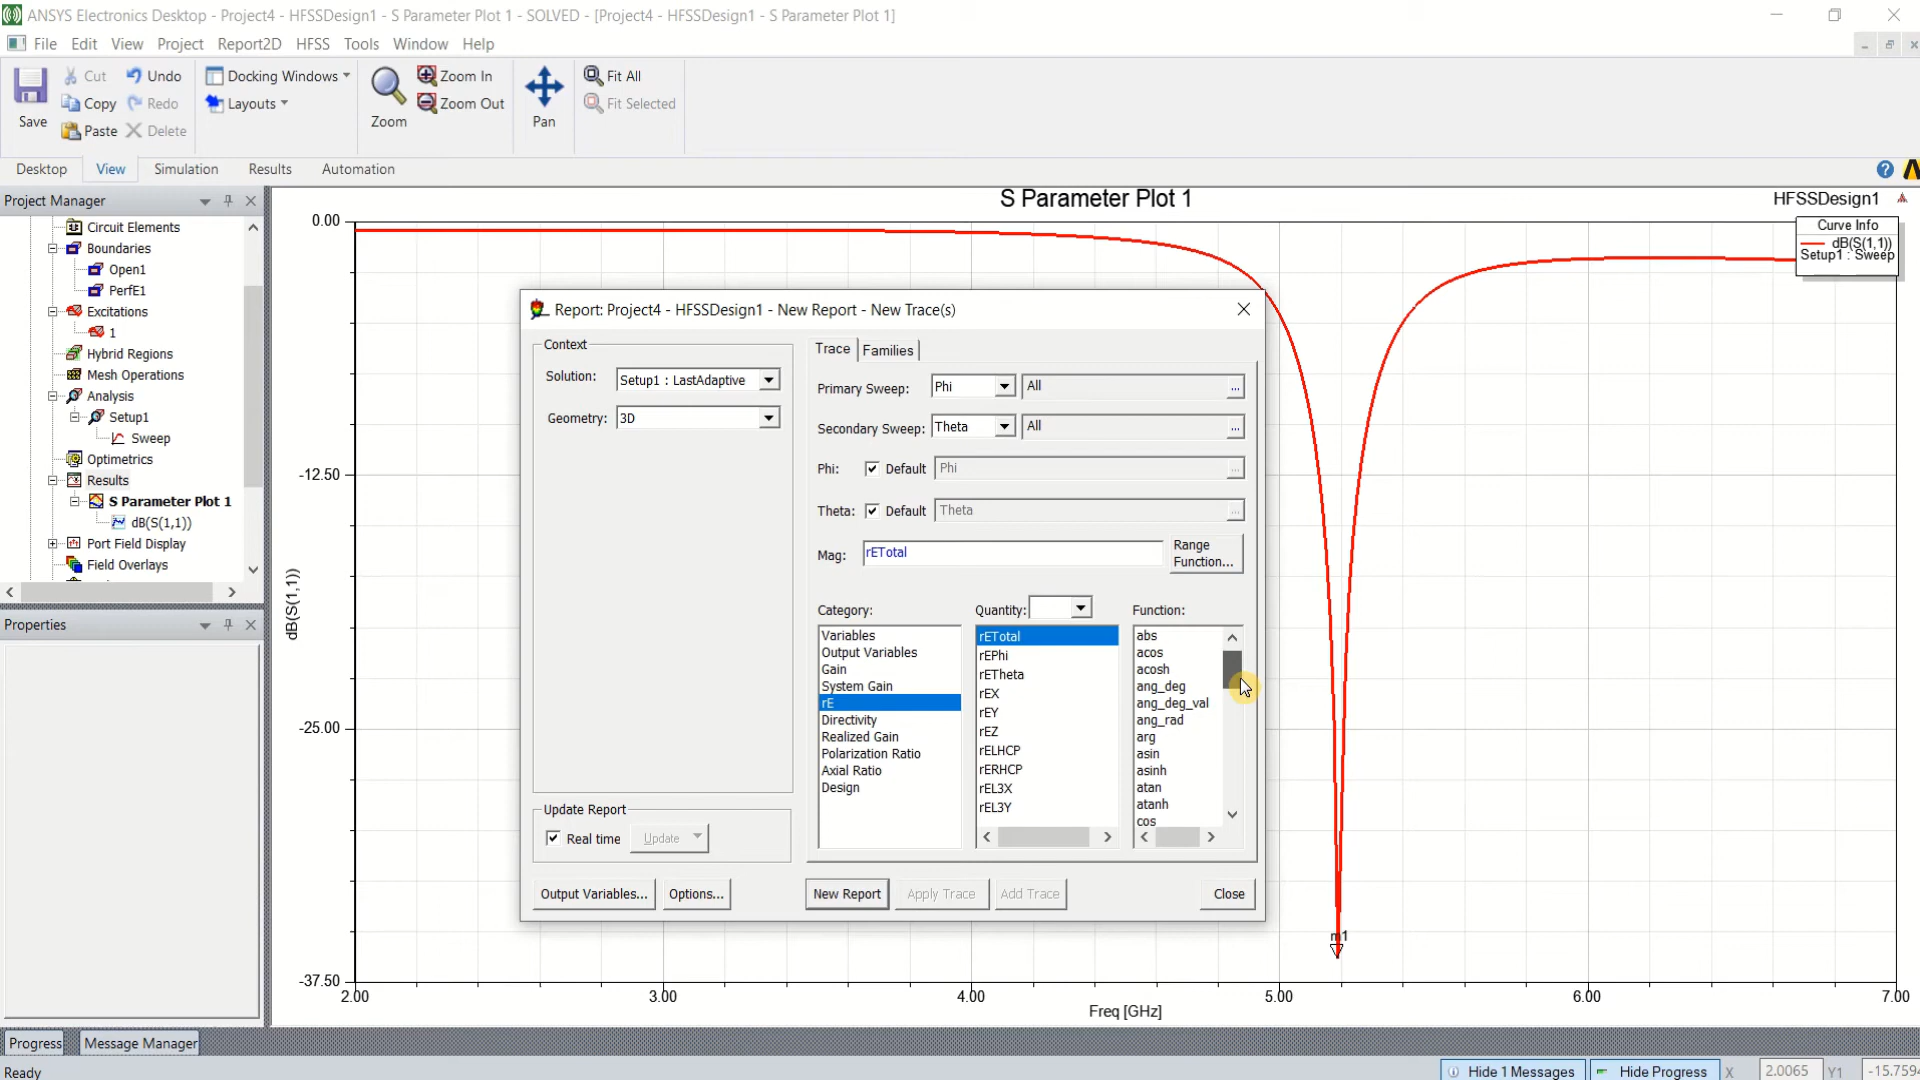 ANSYS Electronics Desktop - Project4 - HFSSDesign1 - S Parameter Plot 1 - SOLVED - [Project4 - HFSSDesign1 - S Parameter Plot 1]
File Edit View Project Report2D HFSS Tools Window Help
Save Cut Copy Paste Undo Redo Delete
Docking Windows Layouts
Zoom Zoom In Zoom Out
Pan Fit All Fit Selected
Desktop View Simulation Results Automation
Project Manager
Circuit Elements
Boundaries
Open1
PerfE1
Excitations
1
Hybrid Regions
Mesh Operations
Analysis
Setup1
Sweep
Optimetrics
Results
S Parameter Plot 1
dB(S(1,1))
Port Field Display
Field Overlays
Properties
S Parameter Plot 1
HFSSDesign1
Curve Info
dB(S(1,1))
Setup1 : Sweep
0.00
-12.50
-25.00
-37.50
dB(S(1,1))
2.00 3.00 4.00 5.00 6.00 7.00
Freq [GHz]
m1
Report: Project4 - HFSSDesign1 - New Report - New Trace(s)
Context
Solution: Setup1 : LastAdaptive
Geometry: 3D
Update Report
Real time Update
Output Variables... Options...
Trace Families
Primary Sweep: Phi All ...
Secondary Sweep: Theta All ...
Phi: Default Phi ...
Theta: Default Theta ...
Mag: rETotal Range Function...
Category: Quantity: Function:
Variables
Output Variables
Gain
System Gain
rE
Directivity
Realized Gain
Polarization Ratio
Axial Ratio
Design
rETotal
rEPhi
rETheta
rEX
rEY
rEZ
rELHCP
rERHCP
rEL3X
rEL3Y
abs
acos
acosh
ang_deg
ang_deg_val
ang_rad
arg
asin
asinh
atan
atanh
cos
New Report Apply Trace Add Trace Close
Progress Message Manager
Ready
Hide 1 Messages Hide Progress X 2.0065 Y1 -15.759